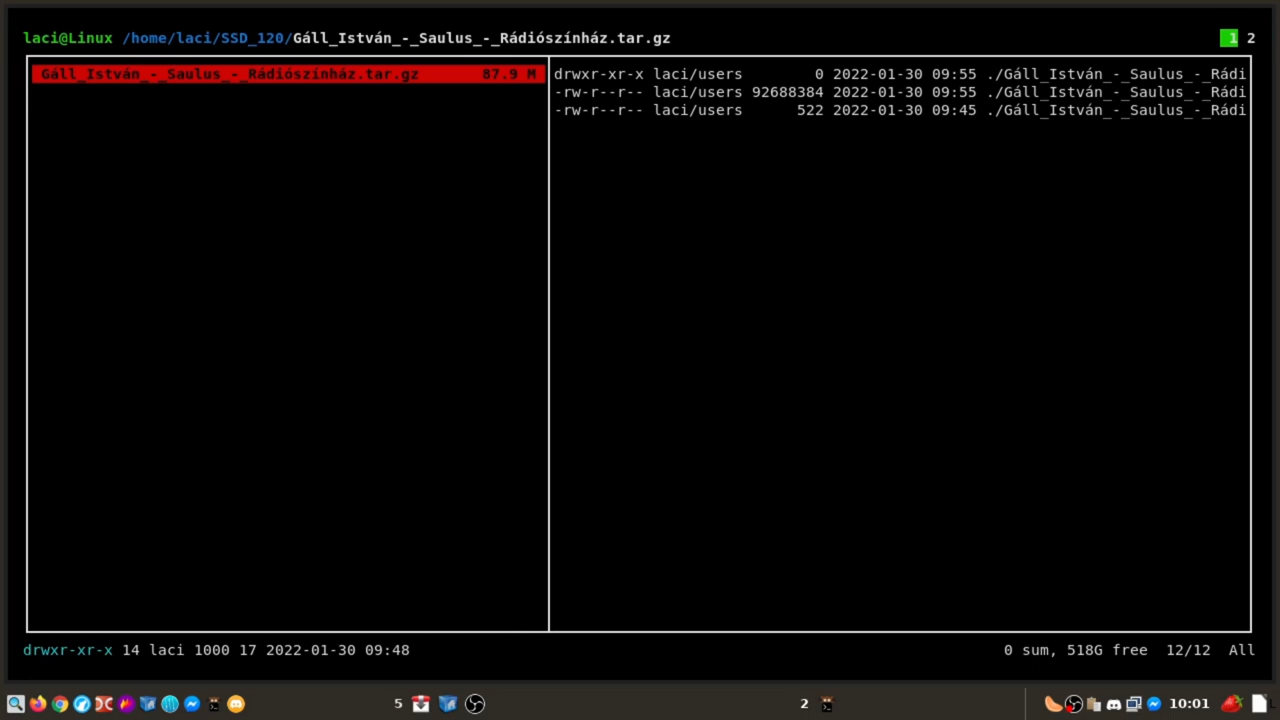 laci@Linux /home/laci/SSD_120/Gáll_István_-_Saulus_-_Rádiószínház.tar.gz 1 2
Gáll_István_-_Saulus_-_Rádiószínház.tar.gz 87.9 M
drwxr-xr-x laci/users 0 2022-01-30 09:55 ./Gáll_István_-_Saulus_-_Rádi
-rw-r--r-- laci/users 92688384 2022-01-30 09:55 ./Gáll_István_-_Saulus_-_Rádi
-rw-r--r-- laci/users 522 2022-01-30 09:45 ./Gáll_István_-_Saulus_-_Rádi
drwxr-xr-x 14 laci 1000 17 2022-01-30 09:48 0 sum, 518G free 12/12 All
5 2 10:01